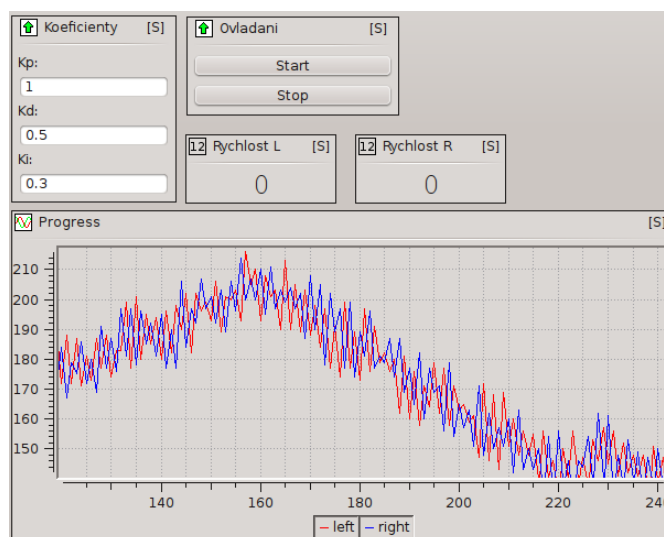 Koeficienty [S]
Kp:
1
Kd:
0.5
Ki:
0.3
Ovladani [S]
Start
Stop
12 Rychlost L [S]
0
12 Rychlost R [S]
0
Progress [S]
210
200
190
180
170
160
150
140 160 180 200 220
left right